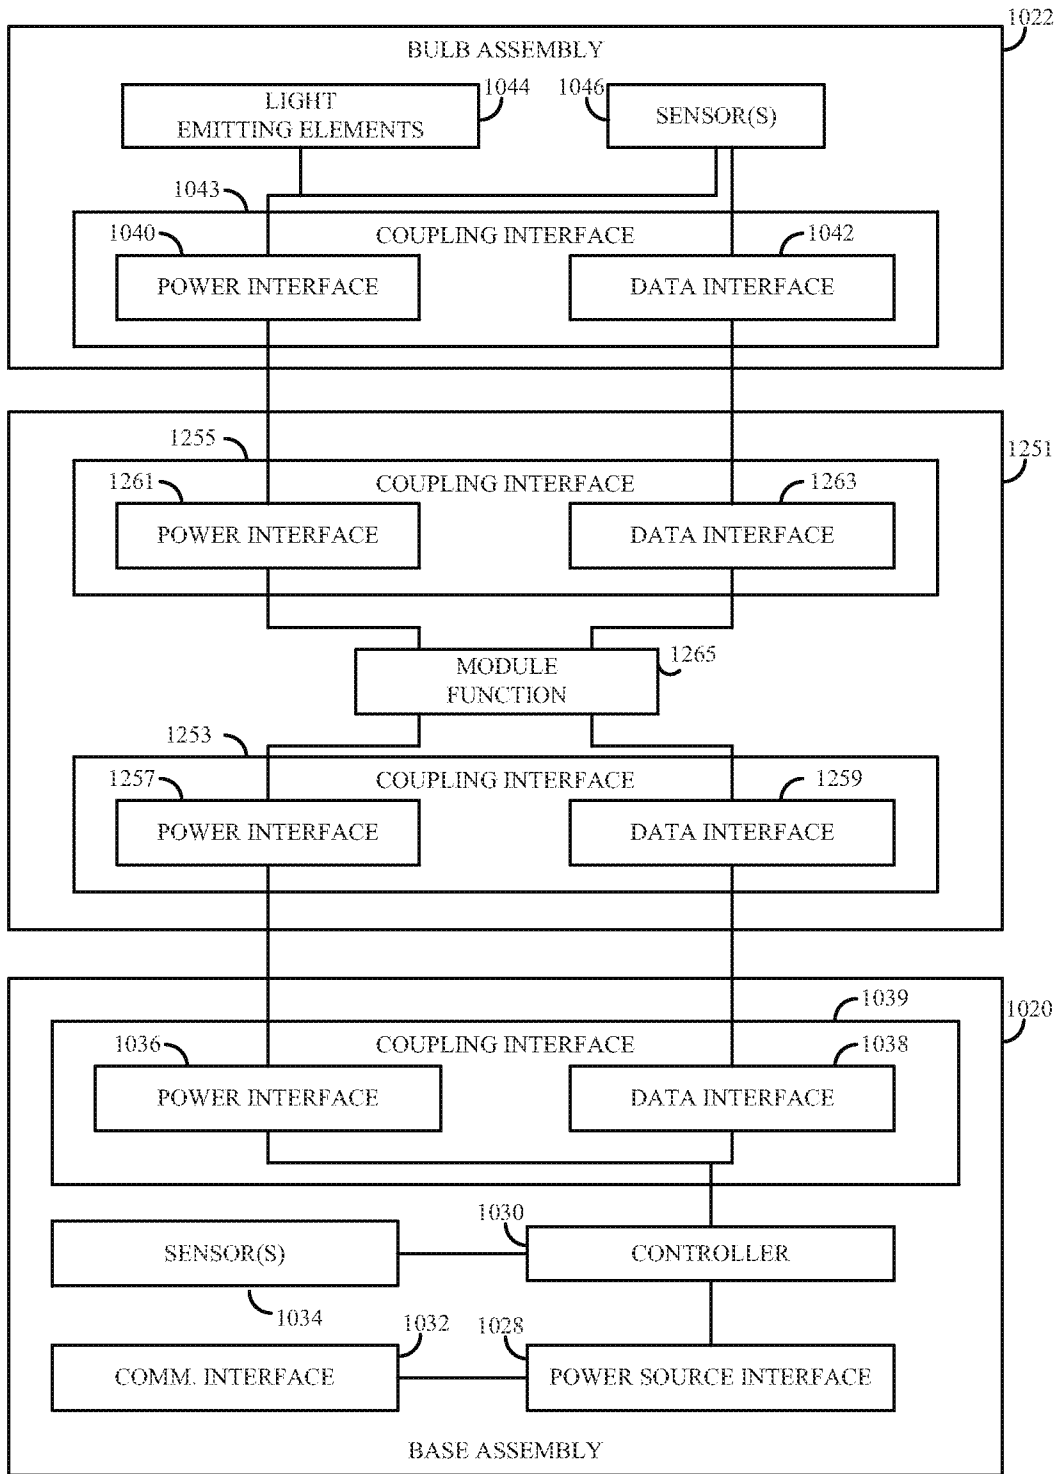 1022
BULB ASSEMBLY
LIGHT
EMITTING ELEMENTS
1044
1046
SENSOR(S)
1043
COUPLING INTERFACE
1040
1042
POWER INTERFACE
DATA INTERFACE
1251
1255
COUPLING INTERFACE
1261
1263
POWER INTERFACE
DATA INTERFACE
MODULE
FUNCTION
1265
1253
COUPLING INTERFACE
1257
1259
POWER INTERFACE
DATA INTERFACE
1020
1039
COUPLING INTERFACE
1036
1038
POWER INTERFACE
DATA INTERFACE
1030
SENSOR(S)
CONTROLLER
1034
1032
1028
COMM. INTERFACE
POWER SOURCE INTERFACE
BASE ASSEMBLY